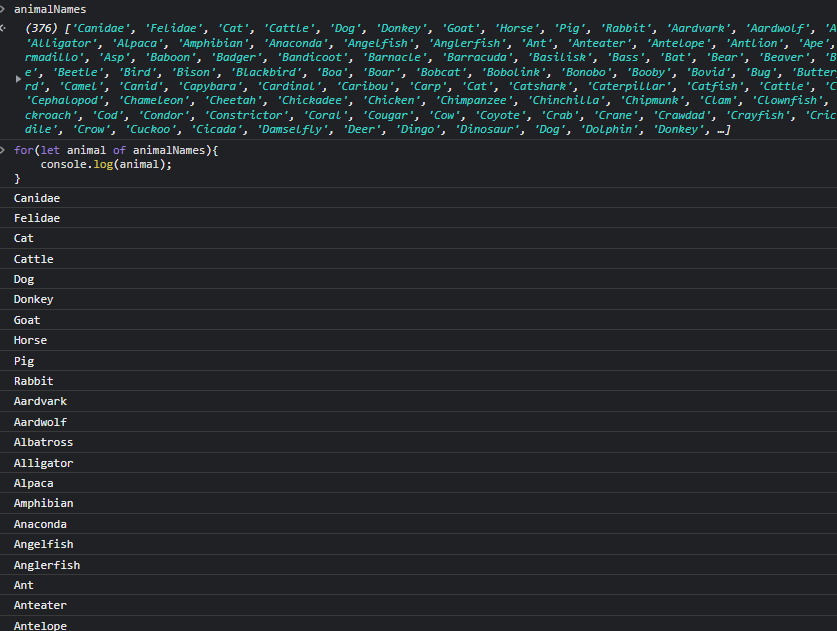 animalNames
(376) ['Canidae', 'Felidae', 'Cat', 'Cattle', 'Dog', 'Donkey', 'Goat', 'Horse', 'Pig', 'Rabbit', 'Aardvark', 'Aardwolf', 'A
'Alligator', 'Alpaca', 'Amphibian', 'Anaconda', 'Angelfish', 'Anglerfish', 'Ant', 'Anteater', 'Antelope', 'Antlion', 'Ape',
rmadillo', 'Asp', 'Baboon', 'Badger', 'Bandicoot', 'Barnacle', 'Barracuda', 'Basilisk', 'Bass', 'Bat', 'Bear', 'Beaver', 'B
e', 'Beetle', 'Bird', 'Bison', 'Blackbird', 'Boa', 'Boar', 'Bobcat', 'Bobolink', 'Bonobo', 'Booby', 'Bovid', 'Bug', 'Butter
rd', 'Camel', 'Canid', 'Capybara', 'Cardinal', 'Caribou', 'Carp', 'Cat', 'Catshark', 'Caterpillar', 'Catfish', 'Cattle', 'C
'Cephalopod', 'Chameleon', 'Cheetah', 'Chickadee', 'Chicken', 'Chimpanzee', 'Chinchilla', 'Chipmunk', 'Clam', 'Clownfish',
ckroach', 'Cod', 'Condor', 'Constrictor', 'Coral', 'Cougar', 'Cow', 'Coyote', 'Crab', 'Crane', 'Crawdad', 'Crayfish', 'Cric
dile', 'Crow', 'Cuckoo', 'Cicada', 'Damselfly', 'Deer', 'Dingo', 'Dinosaur', 'Dog', 'Dolphin', 'Donkey', …]
for(let animal of animalNames){
console.log(animal);
}
Canidae
Felidae
Cat
Cattle
Dog
Donkey
Goat
Horse
Pig
Rabbit
Aardvark
Aardwolf
Albatross
Alligator
Alpaca
Amphibian
Anaconda
Angelfish
Anglerfish
Ant
Anteater
Antelope